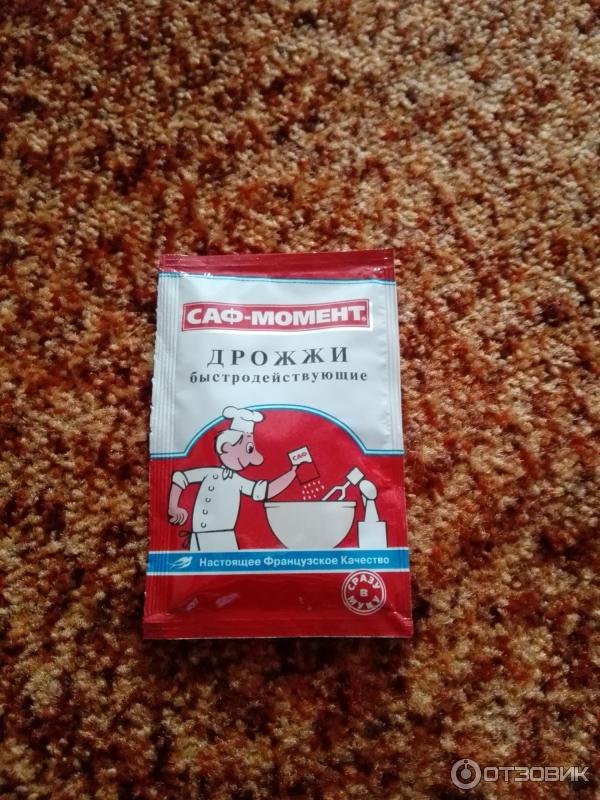 САФ-МОМЕНТ
ДРОЖЖИ
быстродействующие
САФ
Настоящее Французское Качество
СРАЗУ
В
МУКУ
ОТЗОВИК